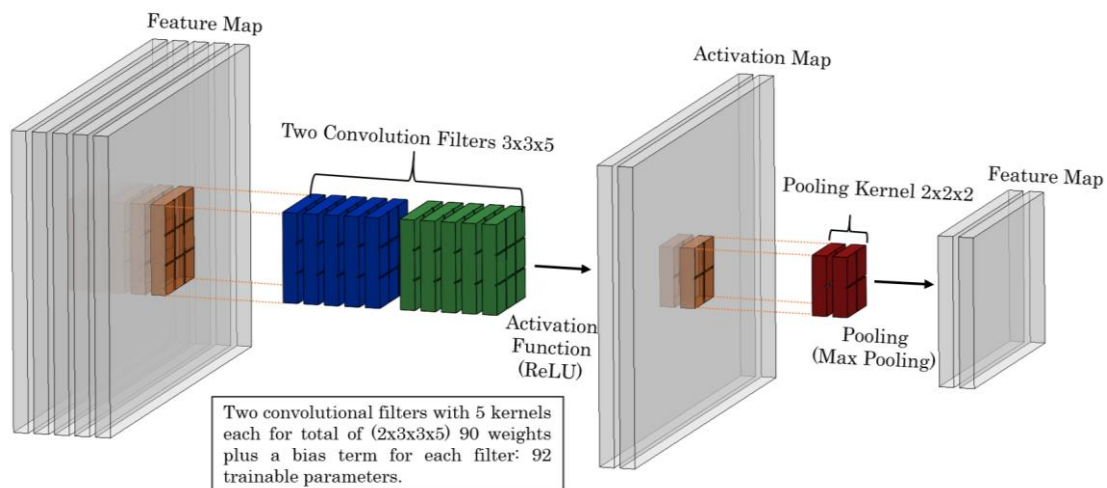 Feature Map
Two Convolution Filters 3x3x5
Activation
Function
(ReLU)
Activation Map
Pooling Kernel 2x2x2
Pooling
(Max Pooling)
Feature Map
Two convolutional filters with 5 kernels
each for total of (2x3x3x5) 90 weights
plus a bias term for each filter: 92
trainable parameters.